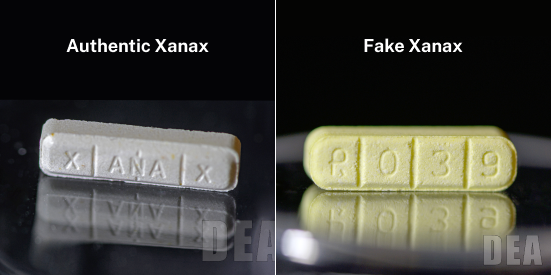 Authentic Xanax
X ANA X
DEA
Fake Xanax
R 0 3 9
DEA